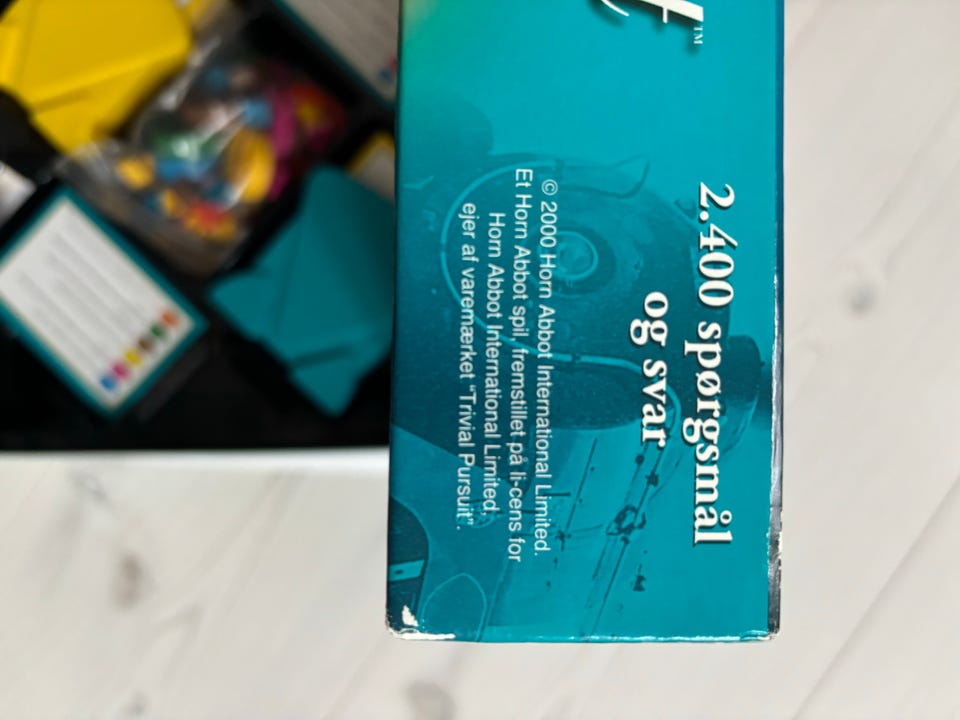 t™
2.400 spørgsmål
og svar
© 2000 Horn Abbot International Limited.
Et Horn Abbot spil, fremstillet på li-cens for
Horn Abbot International Limited,
ejer af varemærket "Trivial Pursuit".